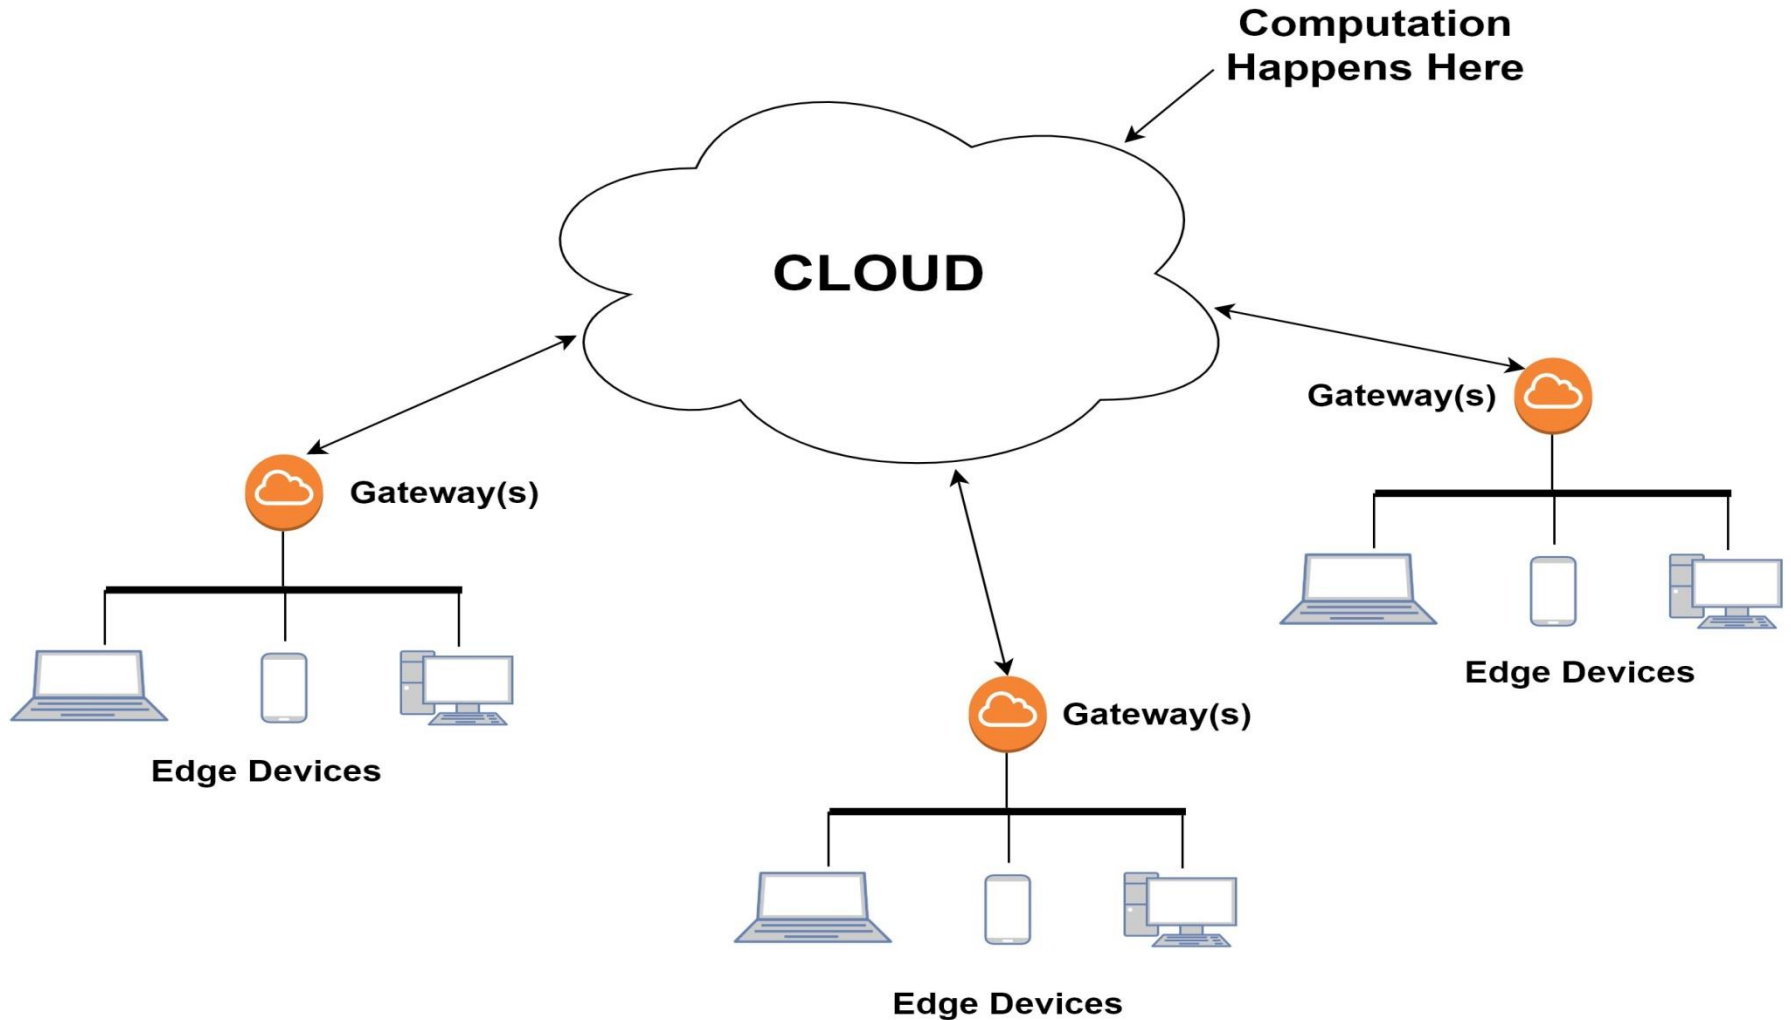 Computation
Happens Here
CLOUD
Gateway(s)
Gateway(s)
Edge Devices
Gateway(s)
Edge Devices
Edge Devices